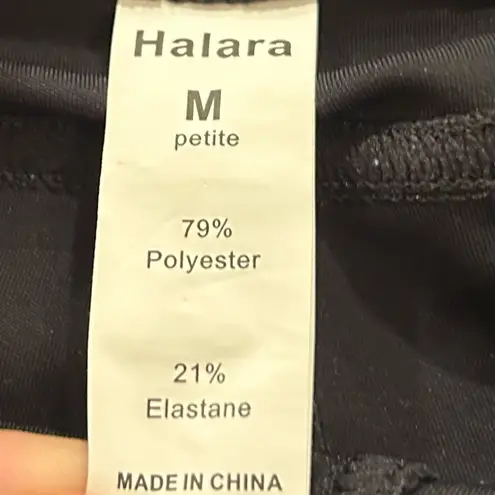 Halara
M
petite
79%
Polyester
21%
Elastane
MADE IN CHINA